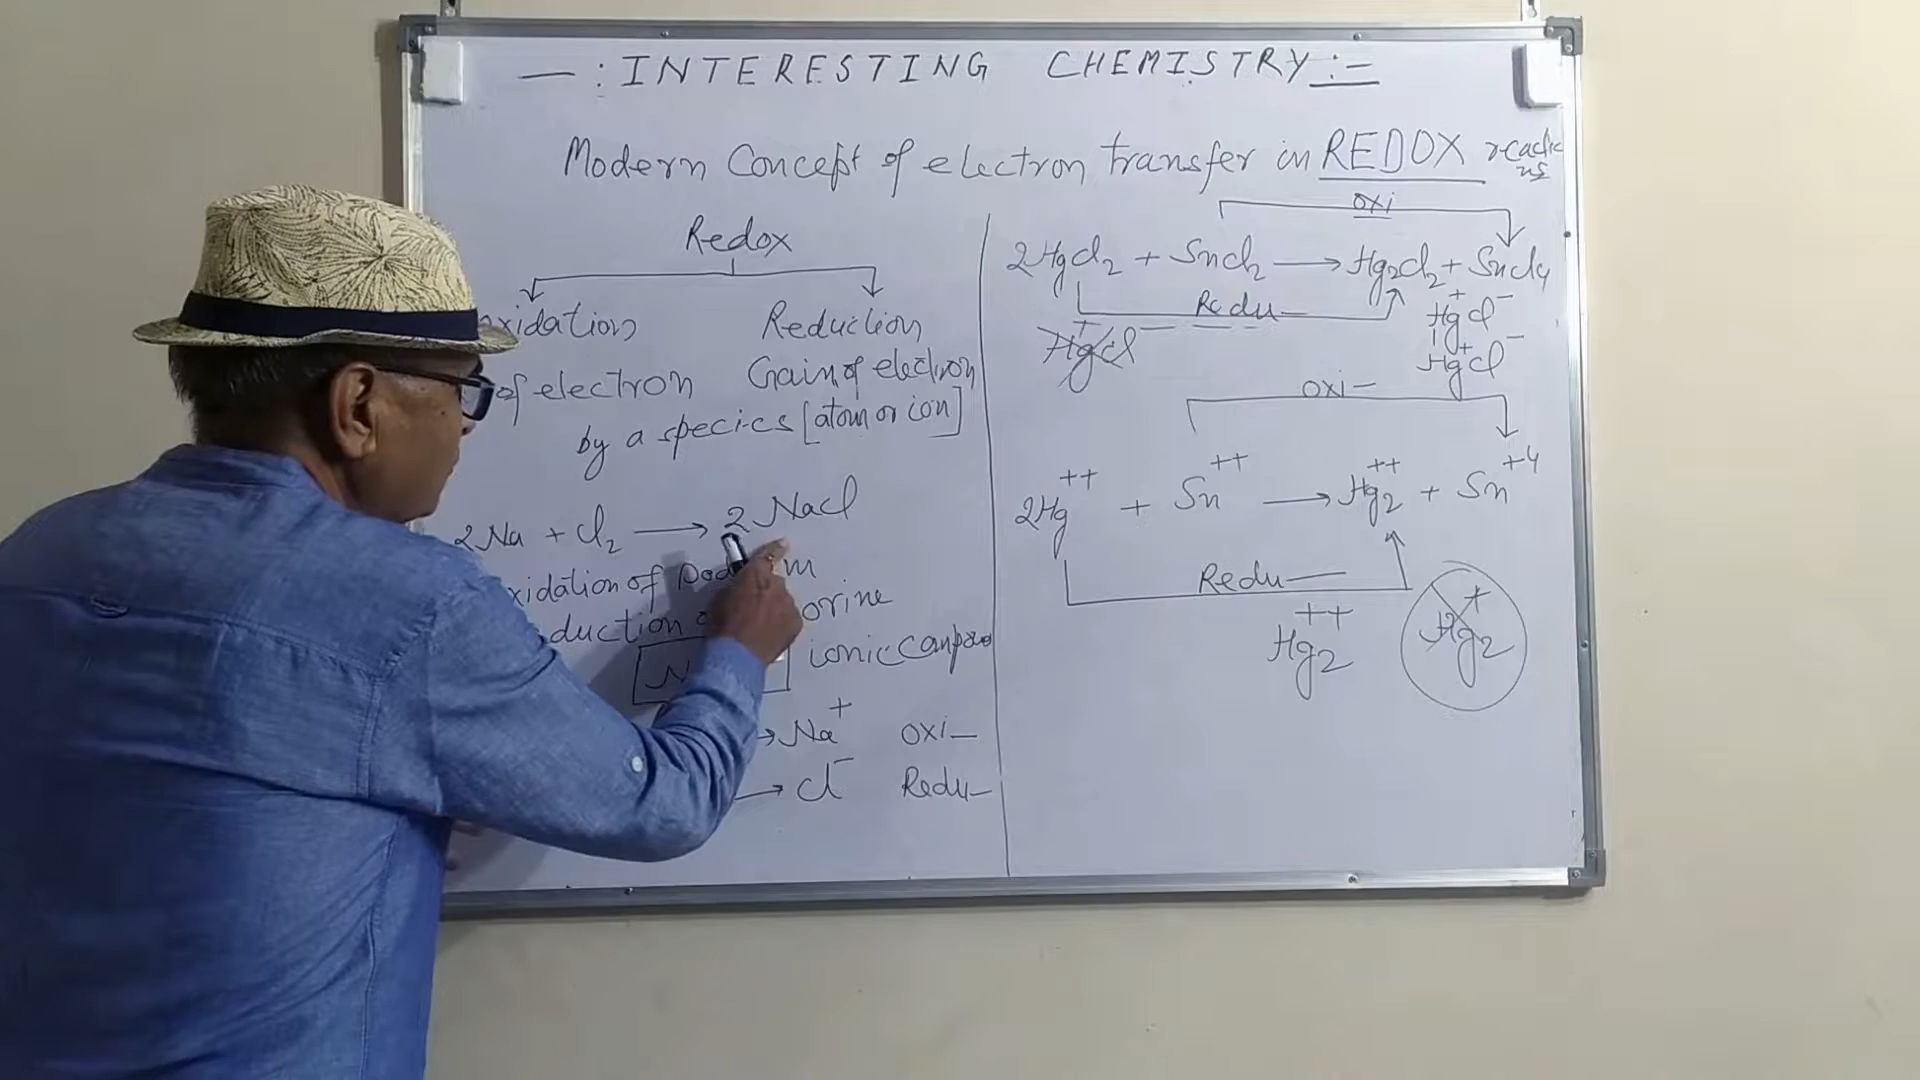 — : INTERESTING CHEMISTRY : =
Modern Concept of electron transfer in REDOX
Redox
Reduction
of electron
Gain of electron
by a species [atom or ion]
2Na + Cl₂ ⟶ 2NaCl
ionic
→ Na⁺ oxi—
⟶ Cl⁻ Redu—
oxi
2HgCl₂ + SnCl₂ ⟶ Hg₂Cl₂ + SnCl₄
Redu—
Hg⁺Cl⁻
Hg⁺Cl⁻
oxi—
2Hg⁺⁺ + Sn⁺⁺ ⟶ Hg₂⁺⁺ + Sn⁺⁴
Redu—
Hg₂⁺⁺ Hg₂⁺